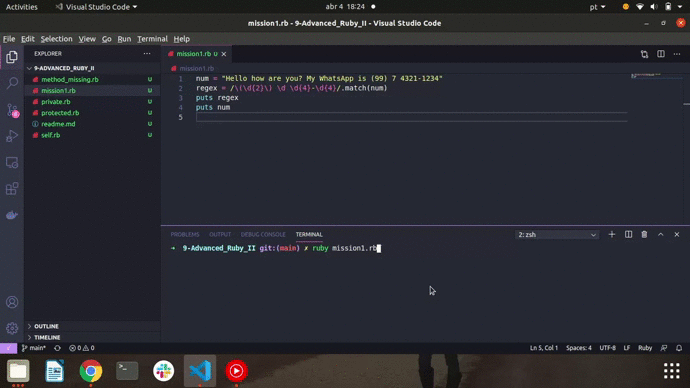 Activities
Visual Studio Code
abr 4 18:24
pt
mission1.rb - 9-Advanced_Ruby_II - Visual Studio Code
File Edit Selection View Go Run Terminal Help
EXPLORER
mission1.rb U
9-ADVANCED_RUBY_II
mission1.rb
method_missing.rb U
mission1.rb U
private.rb U
protected.rb U
readme.md U
self.rb U
1 num = "Hello how are you? My WhatsApp is (99) 7 4321-1234"
2 regex = /\(\d{2}\) \d \d{4}-\d{4}/.match(num)
3 puts regex
4 puts num
5
PROBLEMS OUTPUT DEBUG CONSOLE TERMINAL
2: zsh
→ 9-Advanced_Ruby_II git:(main) ✗ ruby mission1.rb
OUTLINE
TIMELINE
main* 0 0
Ln 5, Col 1 Spaces: 4 UTF-8 LF Ruby